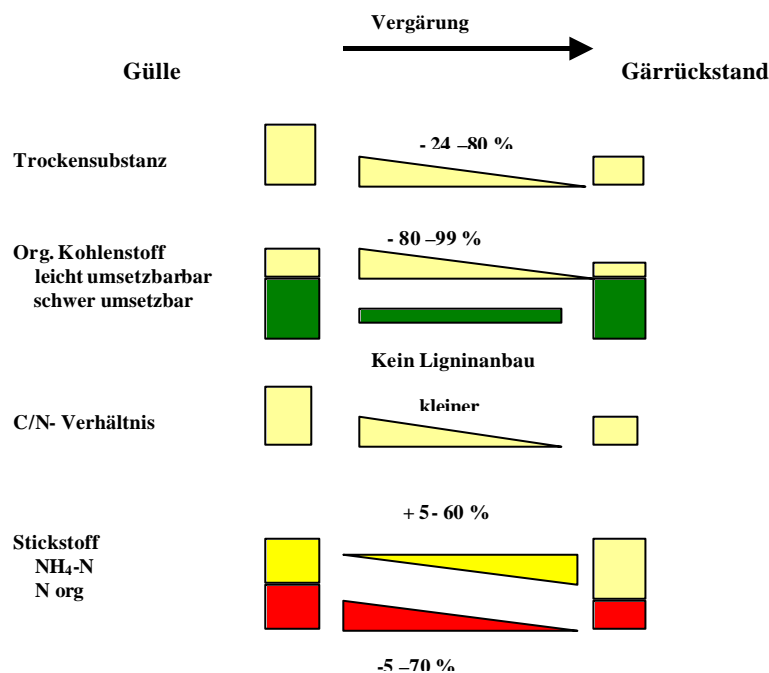 Vergärung
Gülle
Gärrückstand
Trockensubstanz
- 24 –80 %
Org. Kohlenstoff
leicht umsetzbarbar
schwer umsetzbar
- 80 –99 %
Kein Ligninanbau
C/N- Verhältnis
kleiner
+ 5- 60 %
Stickstoff
NH₄-N
N org
-5 –70 %